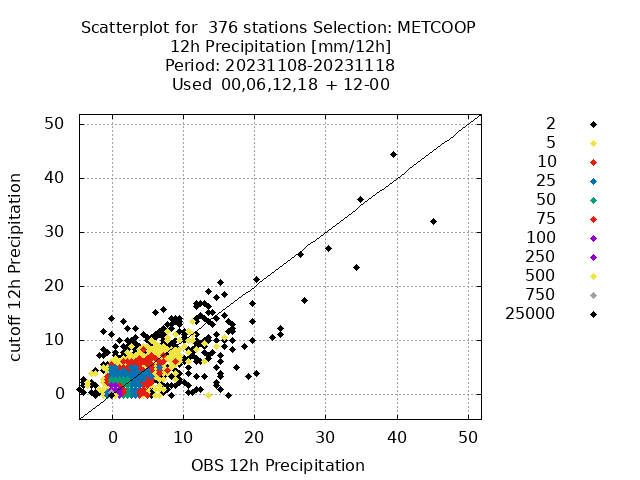 Scatterplot for  376 stations Selection: METCOOP
12h Precipitation [mm/12h]
Period: 20231108-20231118
Used  00,06,12,18  + 12-00
50
40
30
20
10
0
cutoff 12h Precipitation
0 10 20 30 40 50
OBS 12h Precipitation
2
5
10
25
50
75
100
250
500
750
25000